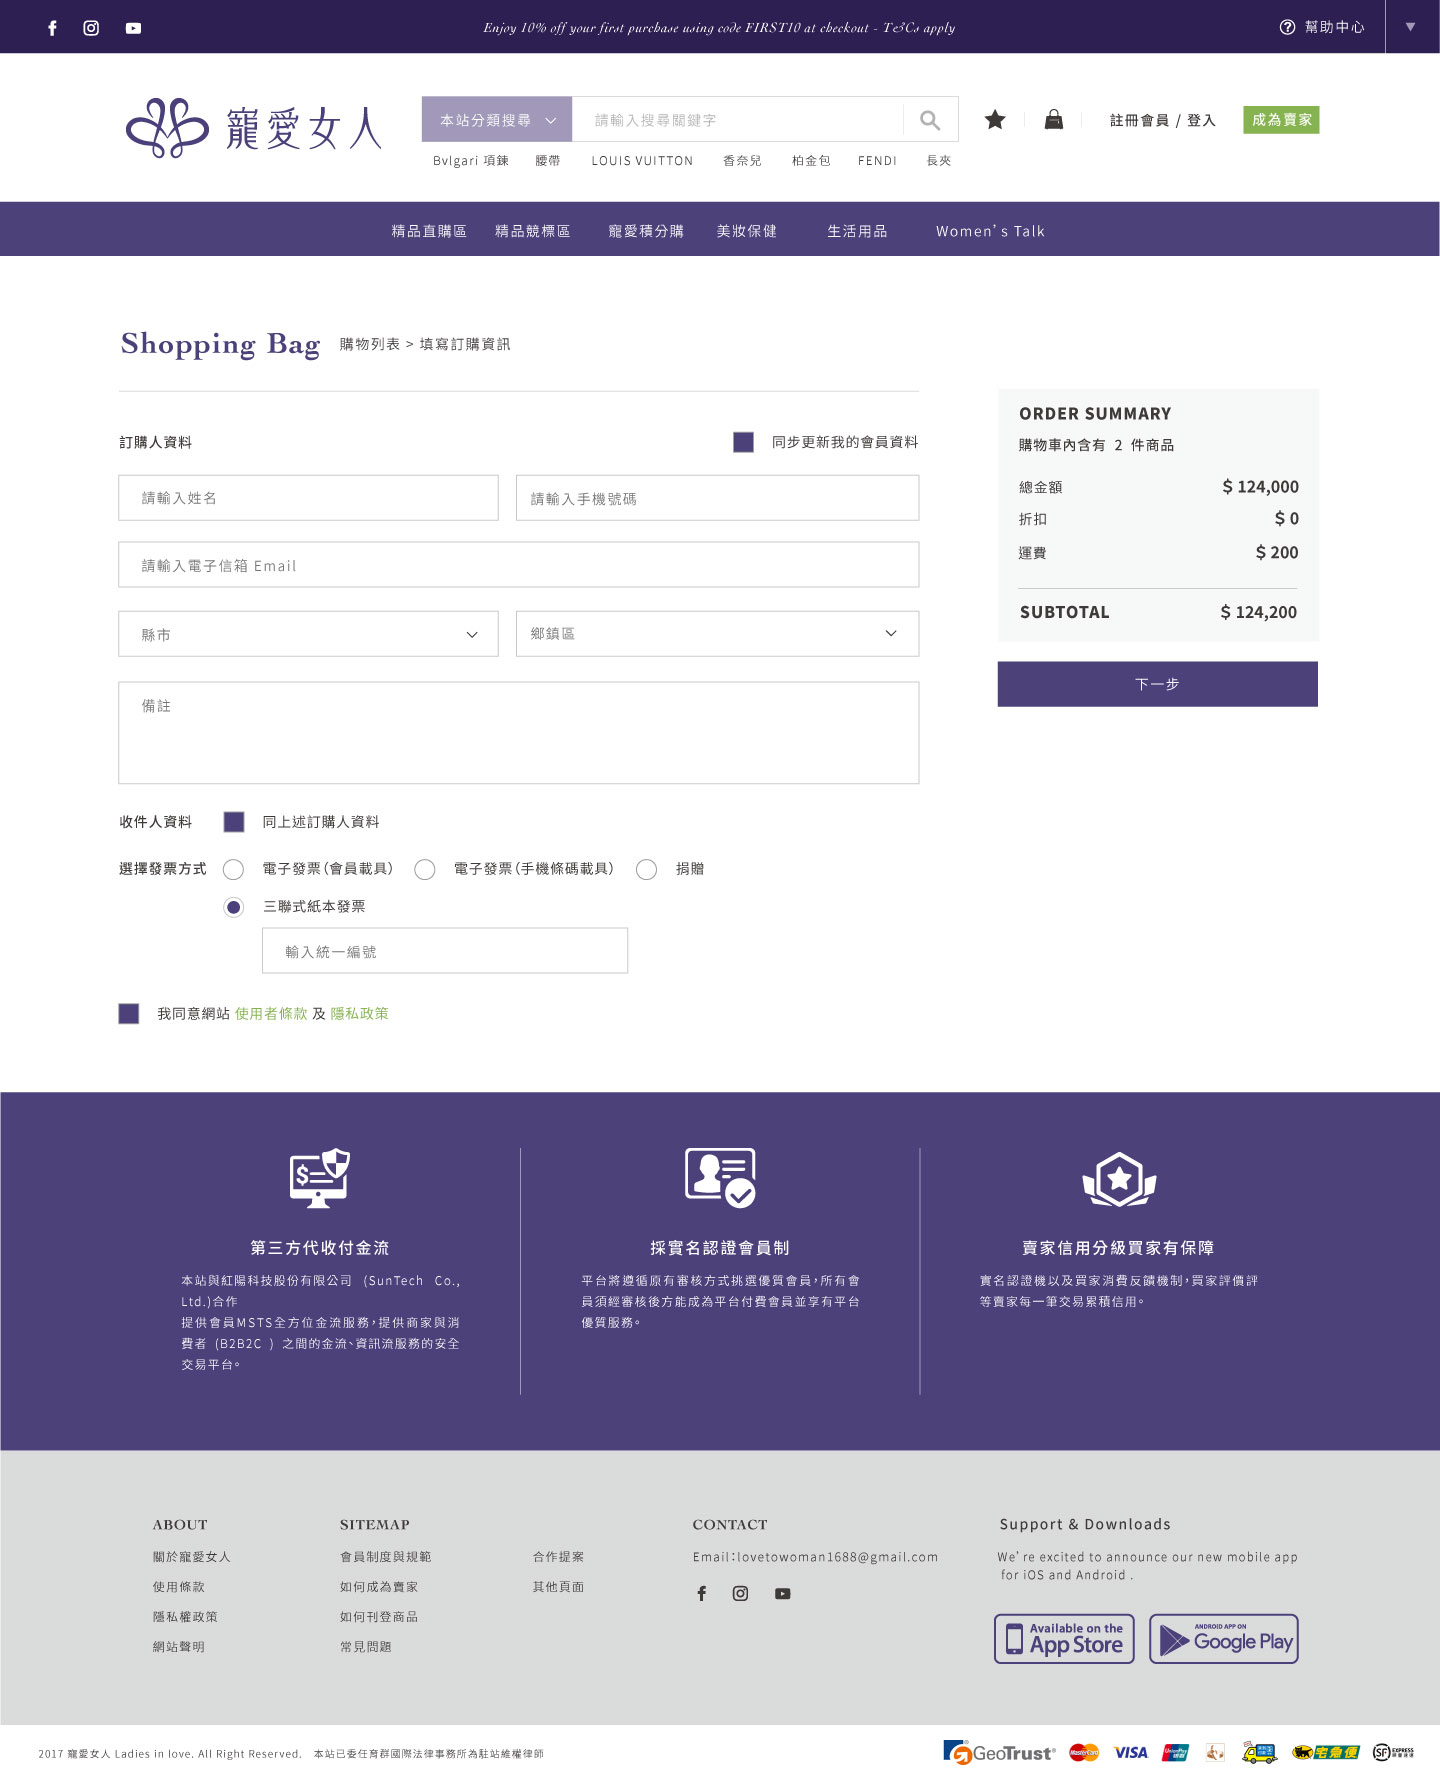 Enjoy 10% off your first purchase using code FIRST10 at checkout - T&Cs apply
幫助中心
寵愛女人
本站分類搜尋
請輸入搜尋關鍵字
註冊會員 / 登入
成為賣家
Bvlgari 項鍊 腰帶 LOUIS VUITTON 香奈兒 柏金包 FENDI 長夾
精品直購區 精品競標區 寵愛積分購 美妝保健 生活用品 Women's Talk
Shopping Bag
購物列表 > 填寫訂購資訊
訂購人資料
同步更新我的會員資料
請輸入姓名
請輸入手機號碼
請輸入電子信箱 Email
縣市
鄉鎮區
備註
收件人資料
同上述訂購人資料
選擇發票方式
電子發票(會員載具)
電子發票(手機條碼載具)
捐贈
三聯式紙本發票
輸入統一編號
我同意網站 使用者條款 及 隱私政策
ORDER SUMMARY
購物車內含有 2 件商品
總金額 $ 124,000
折扣 $ 0
運費 $ 200
SUBTOTAL $ 124,200
下一步
第三方代收付金流
本站與紅陽科技股份有限公司 (SunTech Co.,
Ltd.)合作
提供會員MSTS全方位金流服務,提供商家與消
費者 (B2B2C ) 之間的金流、資訊流服務的安全
交易平台。
採實名認證會員制
平台將遵循原有審核方式挑選優質會員,所有會
員須經審核後方能成為平台付費會員並享有平台
優質服務。
賣家信用分級買家有保障
實名認證機以及買家消費反饋機制,買家評價評
等賣家每一筆交易累積信用。
ABOUT
關於寵愛女人
使用條款
隱私權政策
網站聲明
SITEMAP
會員制度與規範
如何成為賣家
如何刊登商品
常見問題
合作提案
其他頁面
CONTACT
Email:lovetowoman1688@gmail.com
Support & Downloads
We're excited to announce our new mobile app
for iOS and Android .
Available on the
App Store
ANDROID APP ON
Google Play
2017 寵愛女人 Ladies in love. All Right Reserved. 本站已委任育群國際法律事務所為駐站維權律師
GeoTrust
MasterCard
VISA
UnionPay
宅急便
SF EXPRESS